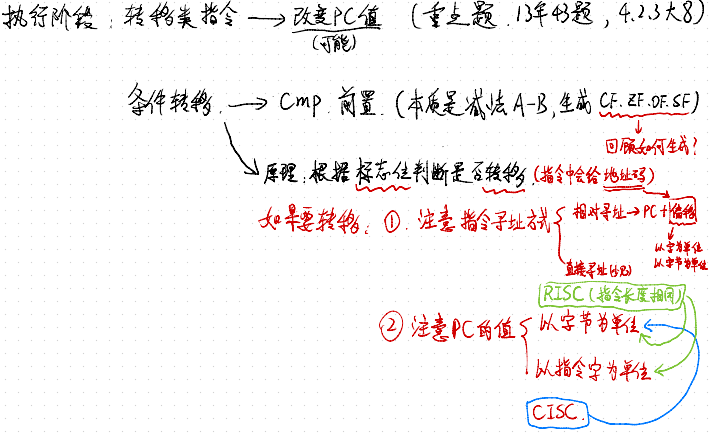 执行阶段：转移类指令 → 改变PC值 （重点题．13年43题，4.2.3大8）
(可能)
条件转移． → Cmp．前置．（本质是减法A-B，生成 CF.ZF.OF.SF）
回顾如何生成？
原理：根据标志位判断是否转移．（指令中会给地址码）
如果要转移：①．注意指令寻址方式
相对寻址→PC+偏移
以字为单位
以字节为单位
直接寻址(少见)
RISC（指令长度相同）
② 注意PC的值
以字节为单位
以指令字为单位
CISC.